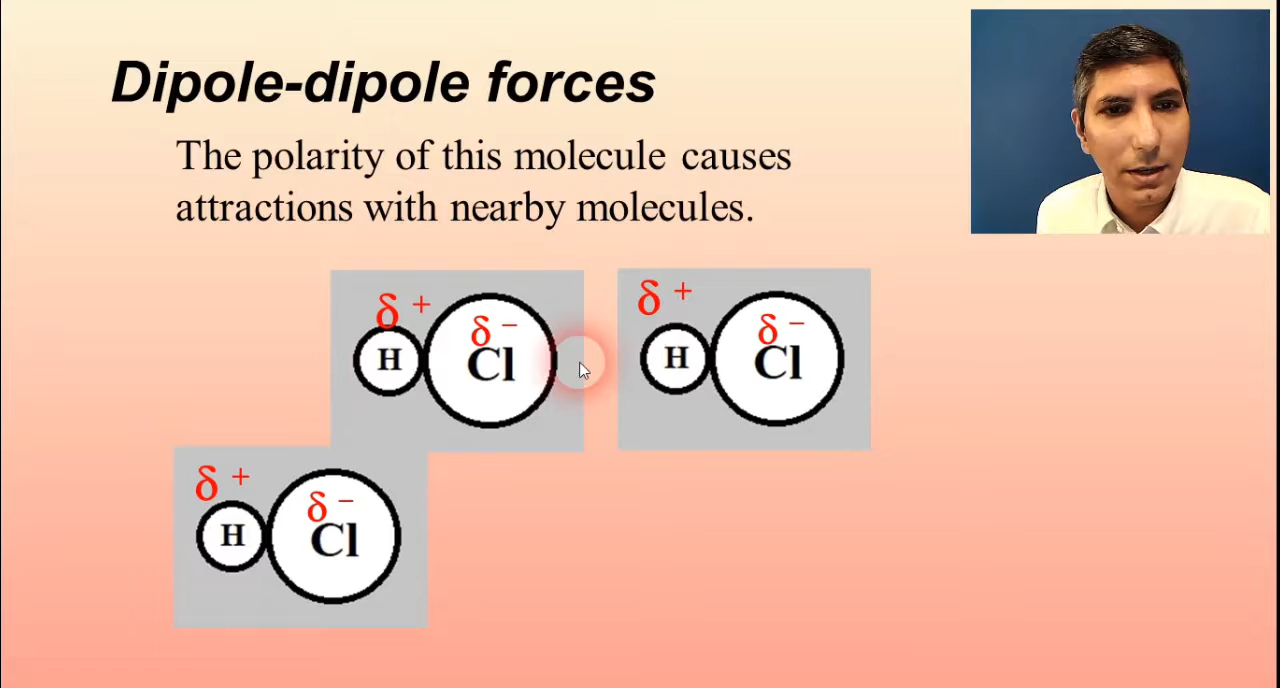 Dipole-dipole forces
The polarity of this molecule causes
attractions with nearby molecules.
δ + δ − δ + δ −
H Cl H Cl
δ + δ −
H Cl